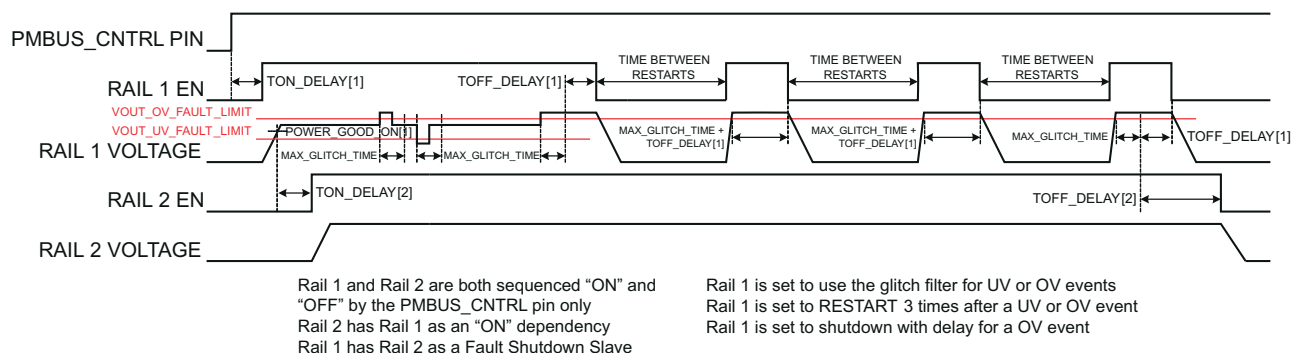 PMBUS_CNTRL PIN
TON_DELAY[1]
TOFF_DELAY[1]
TIME BETWEEN
RESTARTS
TIME BETWEEN
RESTARTS
TIME BETWEEN
RESTARTS
RAIL 1 EN
VOUT_OV_FAULT_LIMIT
VOUT_UV_FAULT_LIMIT
POWER_GOOD_ON[1]
RAIL 1 VOLTAGE
MAX_GLITCH_TIME
MAX_GLITCH_TIME
MAX_GLITCH_TIME +
TOFF_DELAY[1]
MAX_GLITCH_TIME +
TOFF_DELAY[1]
MAX_GLITCH_TIME
TOFF_DELAY[1]
TON_DELAY[2]
RAIL 2 EN
TOFF_DELAY[2]
RAIL 2 VOLTAGE
Rail 1 and Rail 2 are both sequenced “ON” and
“OFF” by the PMBUS_CNTRL pin only
Rail 2 has Rail 1 as an “ON” dependency
Rail 1 has Rail 2 as a Fault Shutdown Slave
Rail 1 is set to use the glitch filter for UV or OV events
Rail 1 is set to RESTART 3 times after a UV or OV event
Rail 1 is set to shutdown with delay for a OV event